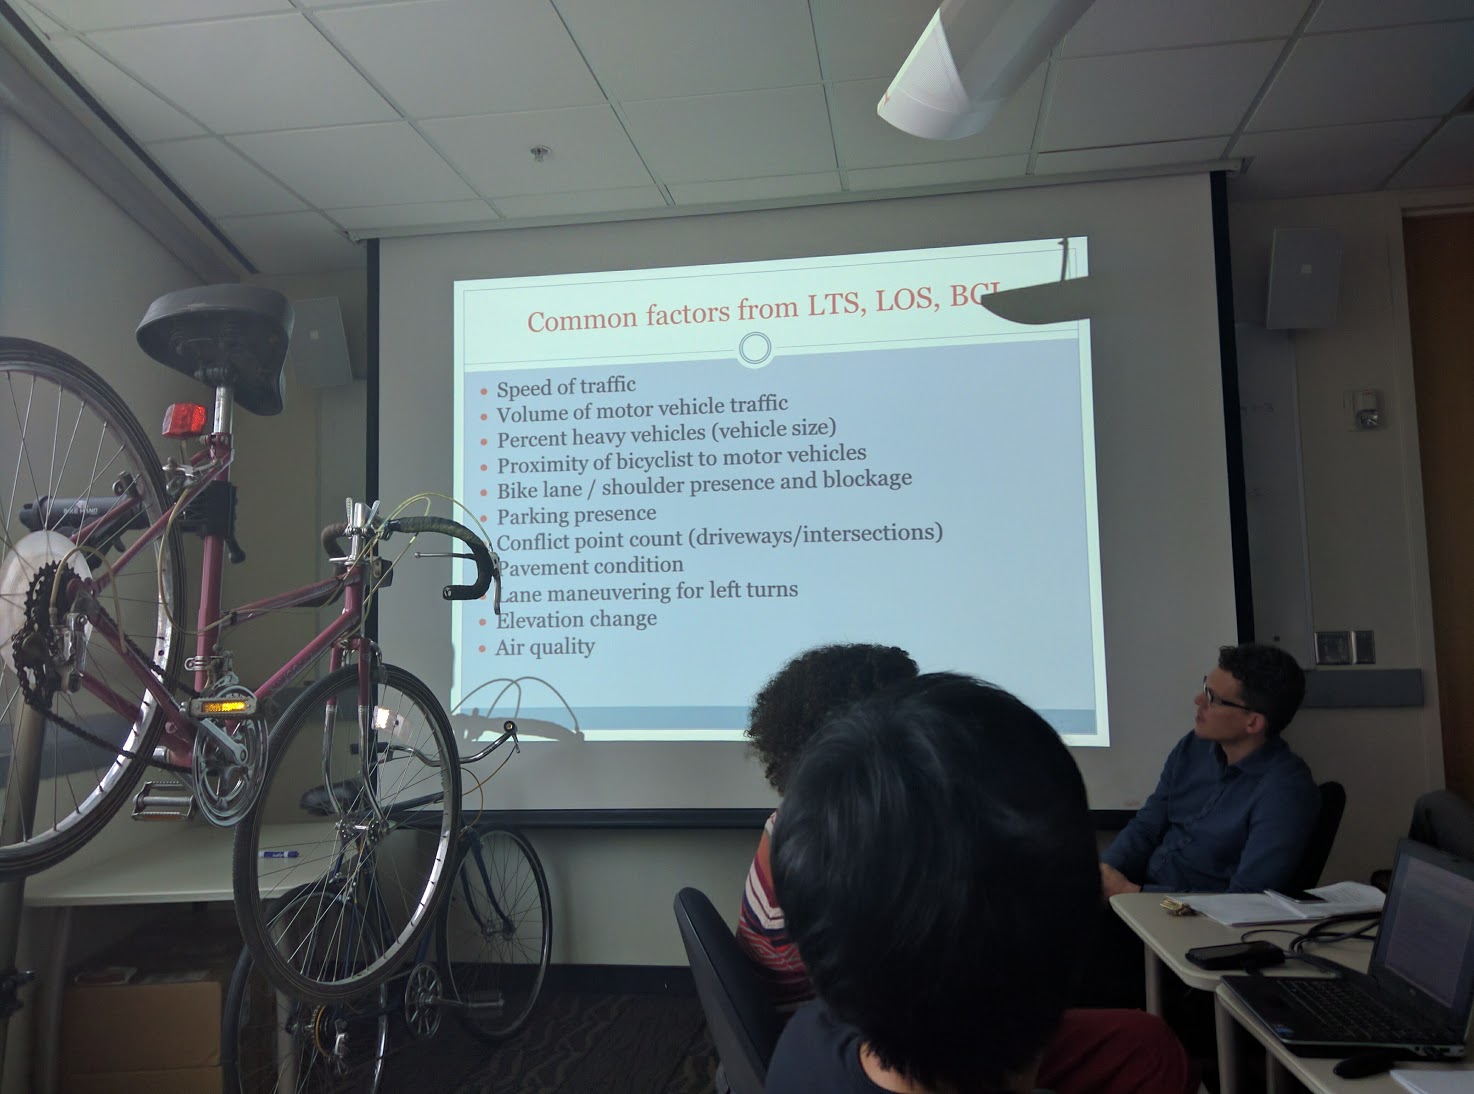 Common factors from LTS, LOS, BCI
Speed of traffic
Volume of motor vehicle traffic
Percent heavy vehicles (vehicle size)
Proximity of bicyclist to motor vehicles
Bike lane / shoulder presence and blockage
Parking presence
Conflict point count (driveways/intersections)
Pavement condition
Lane maneuvering for left turns
Elevation change
Air quality
BIKE HAND